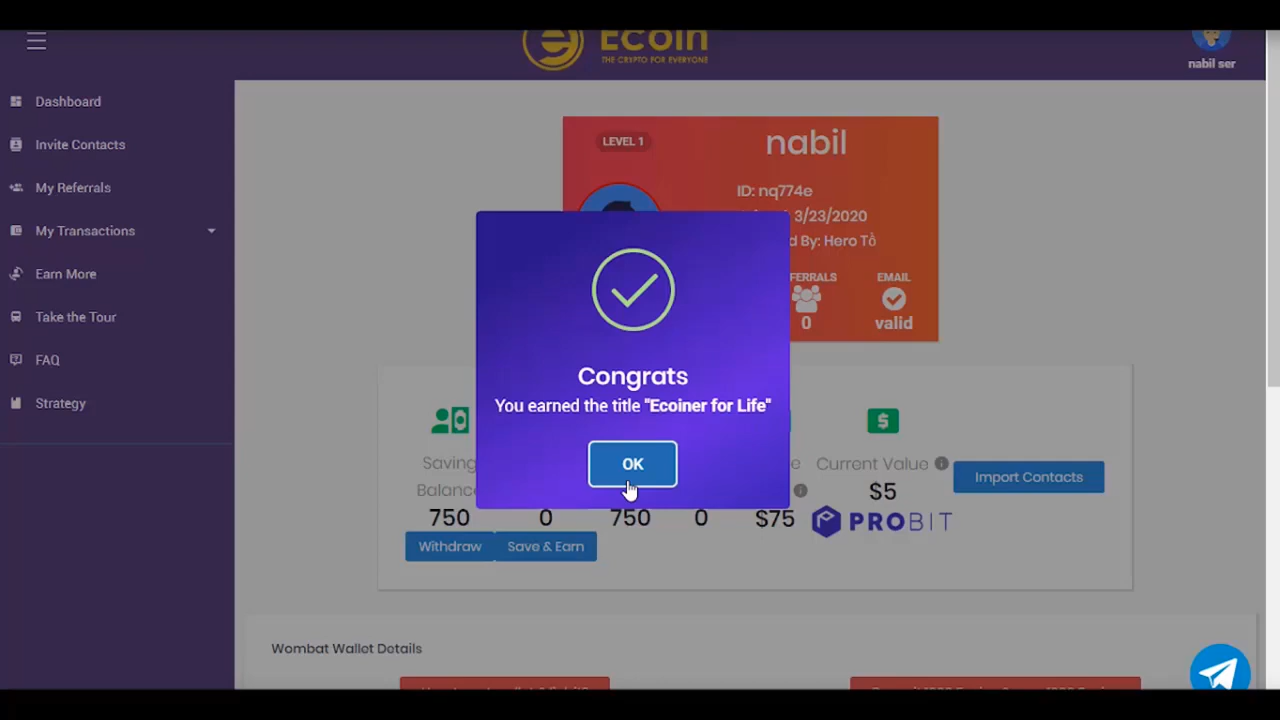 Ecoin
THE CRYPTO FOR EVERYONE
nabil ser
Dashboard
Invite Contacts
My Referrals
My Transactions
Earn More
Take the Tour
FAQ
Strategy
LEVEL 1
nabil
ID: nq774e
3/23/2020
By: Hero Tồ
EMAIL
0
valid
Congrats
You earned the title "Ecoiner for Life"
OK
Saving
Balance
750
0
750
0
$75
Current Value
$5
PROBIT
Import Contacts
Withdraw
Save & Earn
Wombat Wallet Details